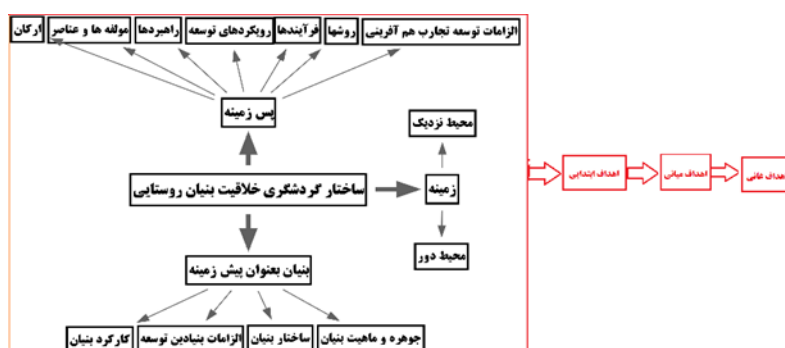 الزامات توسعه تجارب هم آفرینی
روشها
فرآیندها
رویکردهای توسعه
راهبردها
مولفه ها و عناصر
ارکان
پس زمینه
محیط نزدیک
ساختار گردشگری خلاقیت بنیان روستایی
زمینه
محیط دور
بنیان بعنوان پیش زمینه
جوهره و ماهیت بنیان
ساختار بنیان
الزامات بنیادین توسعه
کارکرد بنیان
اهداف ابتدایی
اهداف میانی
هداف غائی